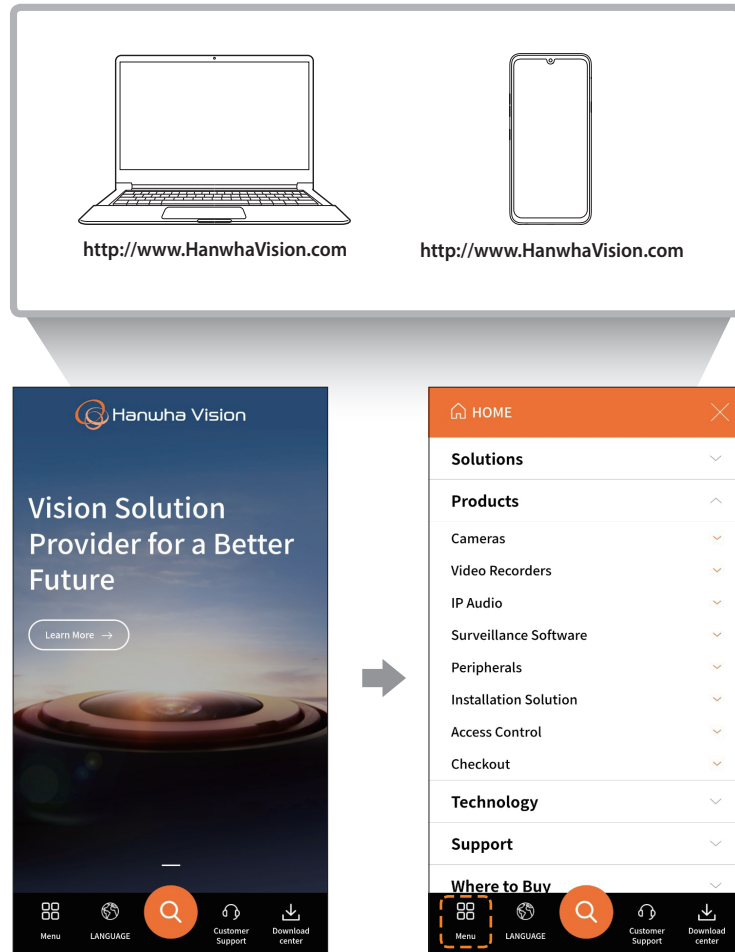 http://www.HanwhaVision.com
http://www.HanwhaVision.com
Hanwha Vision
Vision Solution
Provider for a Better
Future
Learn More →
Menu
LANGUAGE
Customer
Support
Download
center
HOME
Solutions
Products
Cameras
Video Recorders
IP Audio
Surveillance Software
Peripherals
Installation Solution
Access Control
Checkout
Technology
Support
Where to Buy
Menu
LANGUAGE
Customer
Support
Download
center